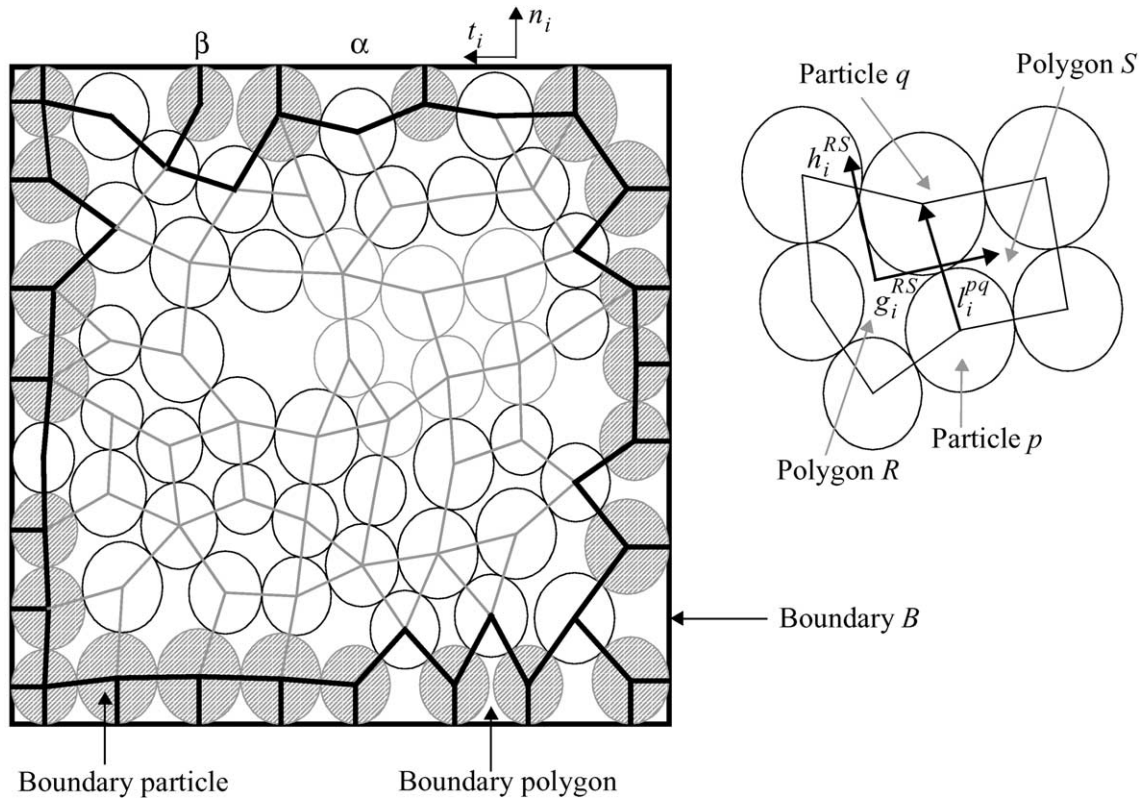 β
α
t_i
n_i
Particle q
Polygon S
h_i^{RS}
g_i^{RS}
l_i^{pq}
Particle p
Polygon R
Boundary B
Boundary particle
Boundary polygon